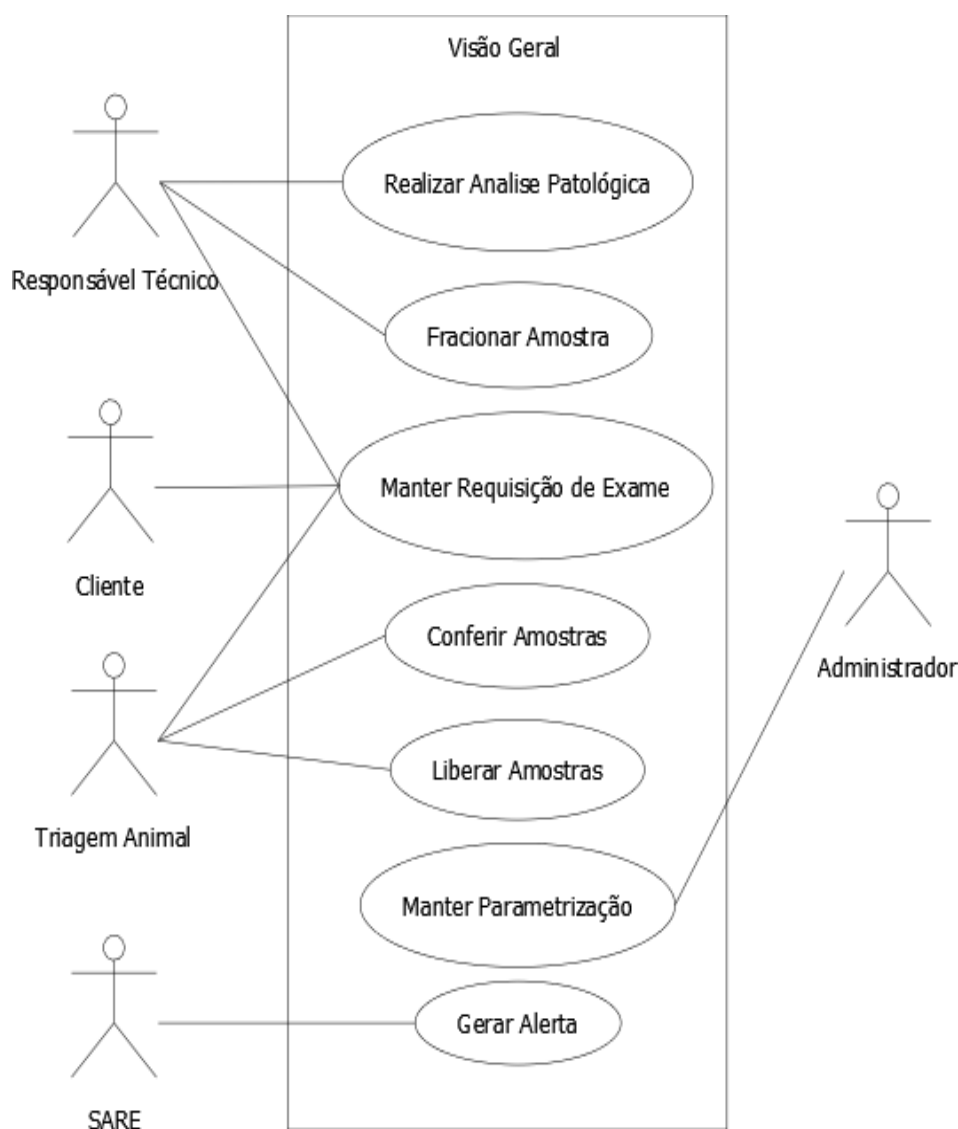 Visão Geral
Realizar Analise Patológica
Responsável Técnico
Fracionar Amostra
Manter Requisição de Exame
Cliente
Conferir Amostras
Administrador
Liberar Amostras
Triagem Animal
Manter Parametrização
Gerar Alerta
SARE